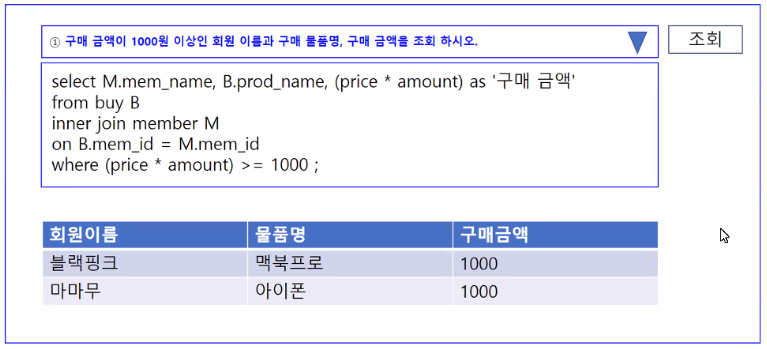 ① 구매 금액이 1000원 이상인 회원 이름과 구매 물품명, 구매 금액을 조회 하시오.
조회
select M.mem_name, B.prod_name, (price * amount) as '구매 금액'
from buy B
inner join member M
on B.mem_id = M.mem_id
where (price * amount) >= 1000 ;
회원이름 물품명 구매금액
블랙핑크 맥북프로 1000
마마무 아이폰 1000